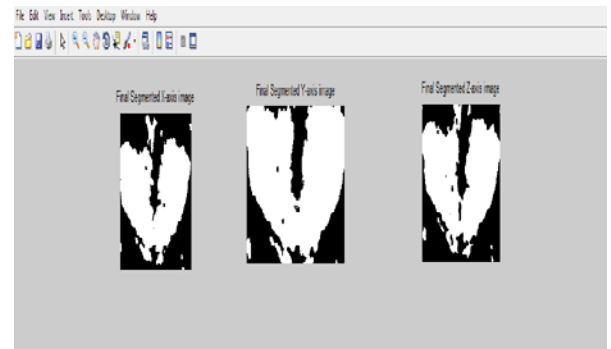 File Edit View Insert Tools Desktop Window Help
Final Segmented X-axis image
Final Segmented Y-axis image
Final Segmented Z-axis image